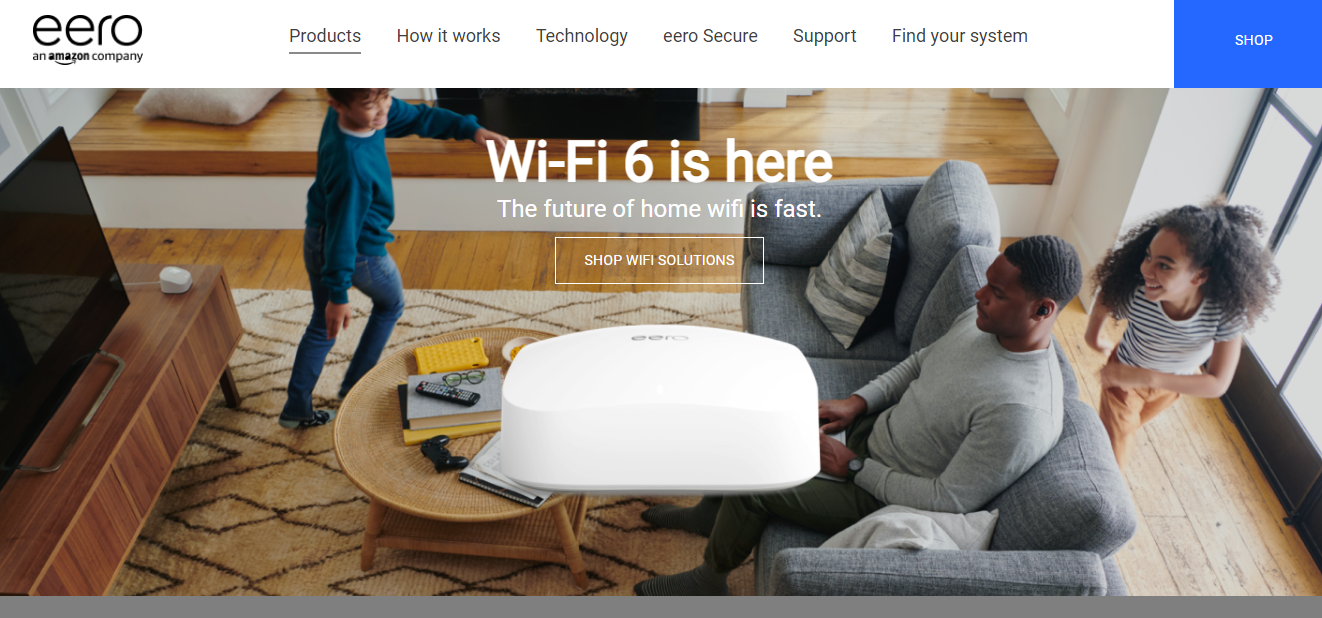 eero
an amazon company
Products How it works Technology eero Secure Support Find your system
SHOP
Wi-Fi 6 is here
The future of home wifi is fast.
SHOP WIFI SOLUTIONS
eero